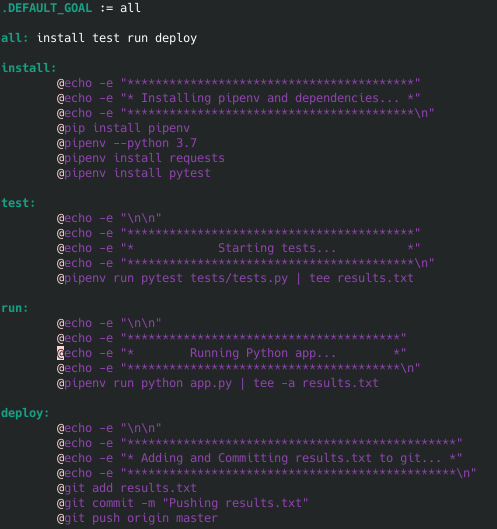 .DEFAULT_GOAL := all
all: install test run deploy
install:
@echo -e "*****************************************"
@echo -e "* Installing pipenv and dependencies... *"
@echo -e "*****************************************\n"
@pip install pipenv
@pipenv --python 3.7
@pipenv install requests
@pipenv install pytest
test:
@echo -e "\n\n"
@echo -e "*****************************************"
@echo -e "*            Starting tests...          *"
@echo -e "*****************************************\n"
@pipenv run pytest tests/tests.py | tee results.txt
run:
@echo -e "\n\n"
@echo -e "***************************************"
@echo -e "*        Running Python app...        *"
@echo -e "***************************************\n"
@pipenv run python app.py | tee -a results.txt
deploy:
@echo -e "\n\n"
@echo -e "***********************************************"
@echo -e "* Adding and Committing results.txt to git... *"
@echo -e "***********************************************\n"
@git add results.txt
@git commit -m "Pushing results.txt"
@git push origin master